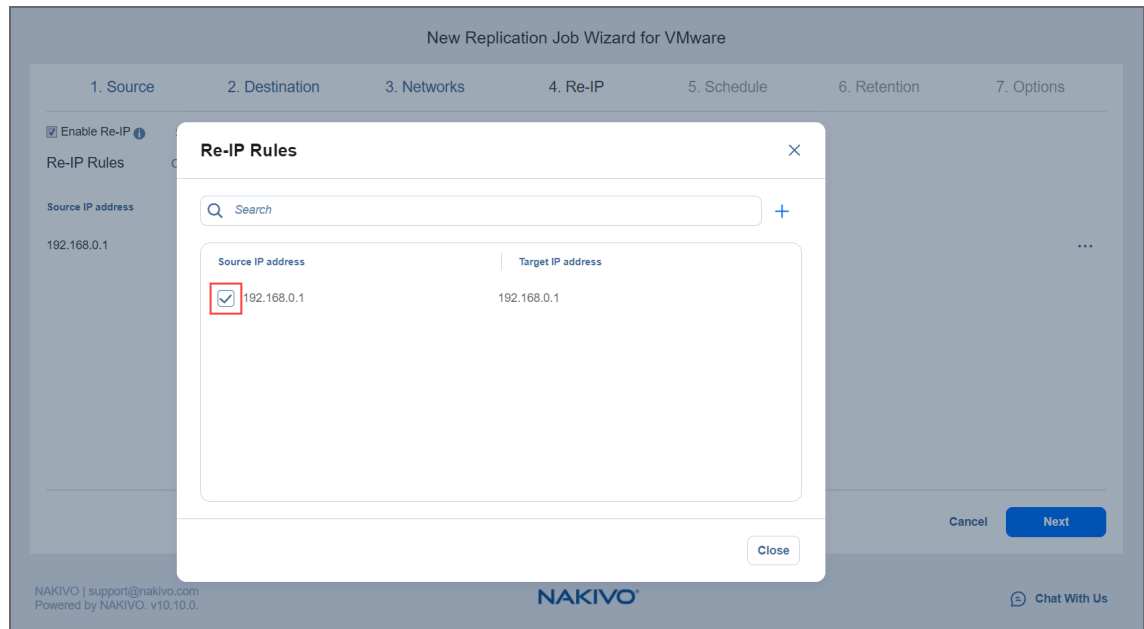 New Replication Job Wizard for VMware
1. Source 2. Destination 3. Networks 4. Re-IP 5. Schedule 6. Retention 7. Options
Enable Re-IP
Re-IP Rules
Source IP address
192.168.0.1
Re-IP Rules
Search
Source IP address Target IP address
192.168.0.1 192.168.0.1
Close
...
Cancel Next
NAKIVO | support@nakivo.com
Powered by NAKIVO. v10.10.0.
NAKIVO®
Chat With Us